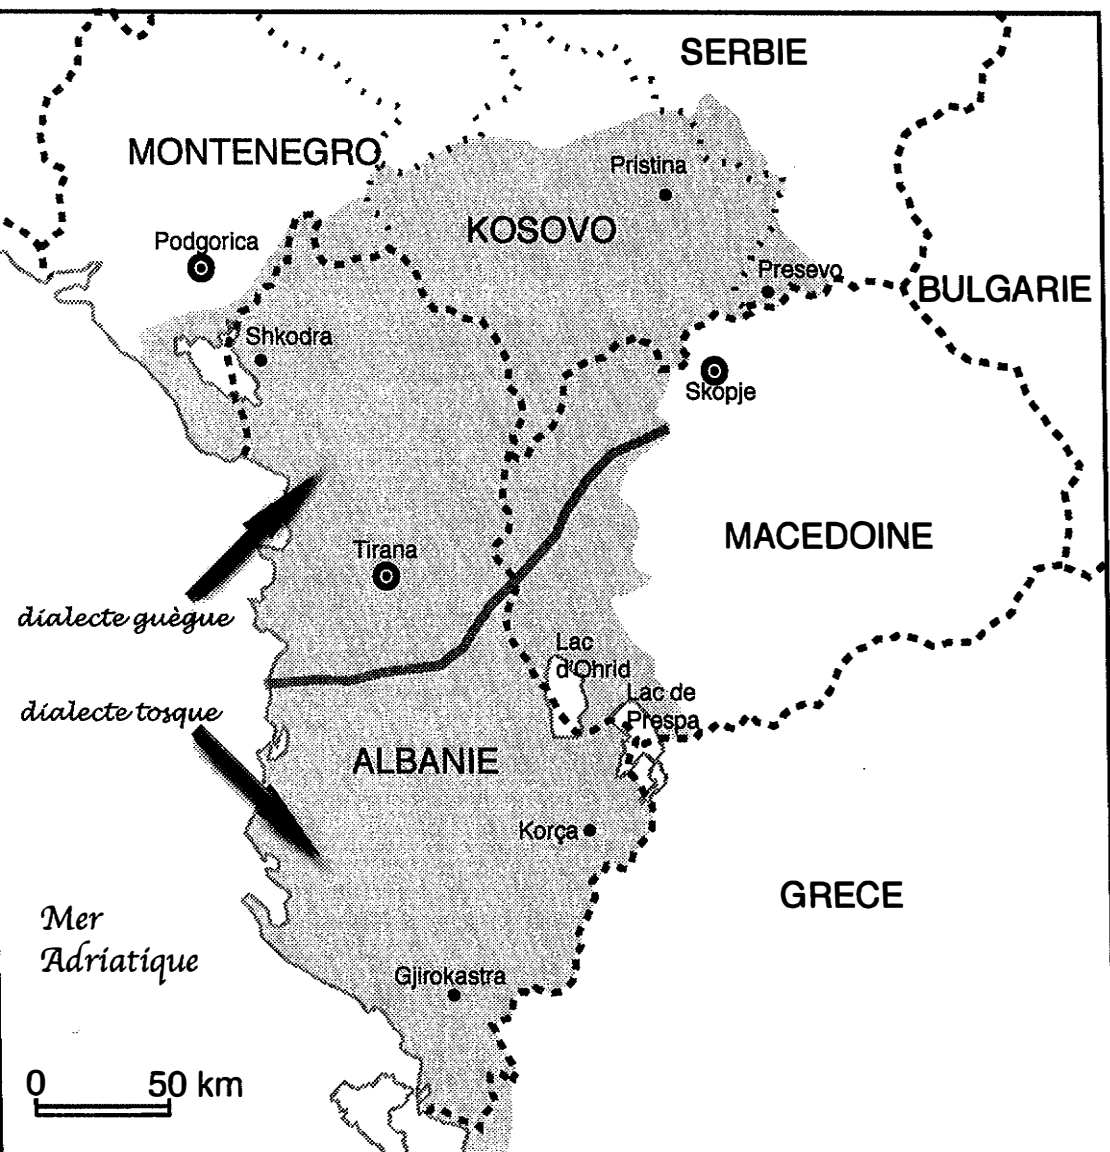 SERBIE
MONTENEGRO
Pristina
KOSOVO
Podgorica
Presevo
BULGARIE
Shkodra
Skopje
MACEDOINE
Tirana
dialecte guègue
Lac
d'Ohrid
Lac de
Prespa
dialecte tosque
ALBANIE
Korça
GRECE
Mer
Adriatique
Gjirokastra
0 50 km